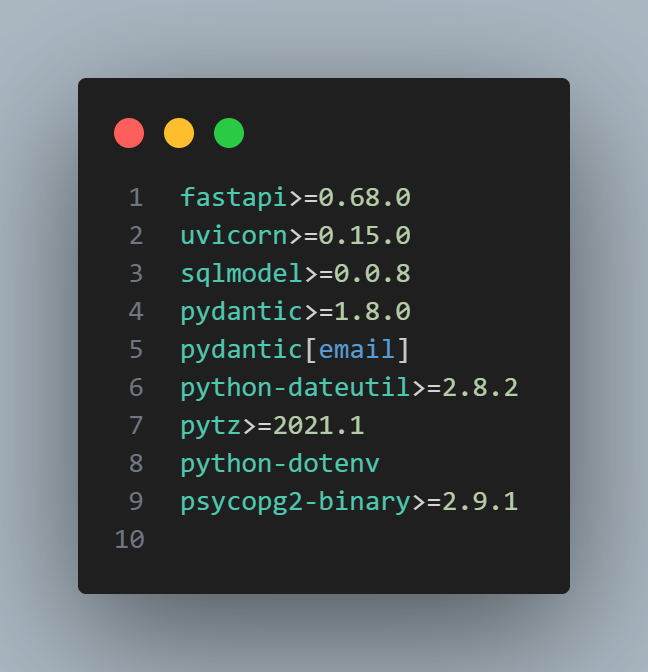 1 fastapi>=0.68.0
2 uvicorn>=0.15.0
3 sqlmodel>=0.0.8
4 pydantic>=1.8.0
5 pydantic[email]
6 python-dateutil>=2.8.2
7 pytz>=2021.1
8 python-dotenv
9 psycopg2-binary>=2.9.1
10